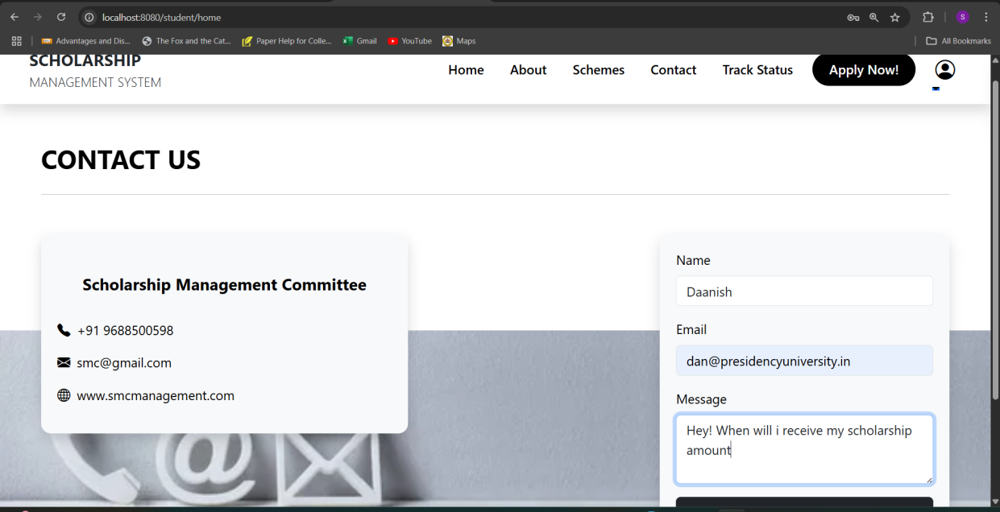 localhost:8080/student/home
S
Advantages and Dis...
The Fox and the Cat...
Paper Help for Colle...
Gmail
YouTube
Maps
All Bookmarks
SCHOLARSHIP
MANAGEMENT SYSTEM
Home
About
Schemes
Contact
Track Status
Apply Now!
CONTACT US
Scholarship Management Committee
+91 9688500598
smc@gmail.com
www.smcmanagement.com
Name
Daanish
Email
dan@presidencyuniversity.in
Message
Hey! When will i receive my scholarship
amount